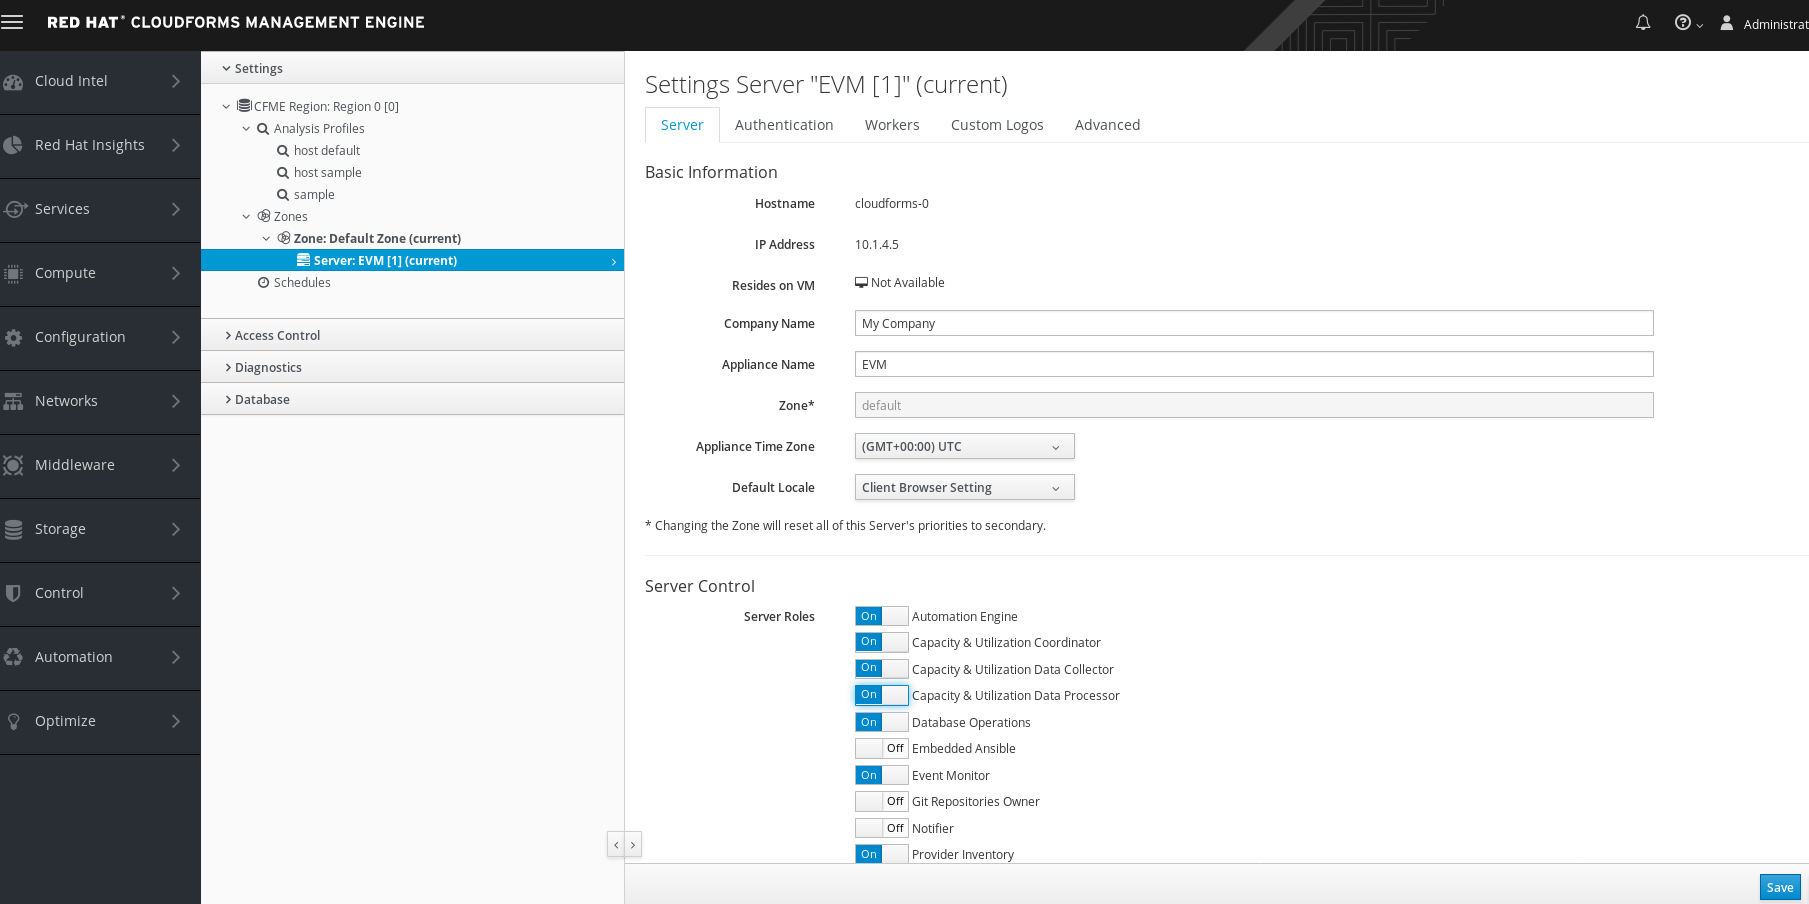 RED HAT® CLOUDFORMS MANAGEMENT ENGINE
Administrat
Cloud Intel
Red Hat Insights
Services
Compute
Configuration
Networks
Middleware
Storage
Control
Automation
Optimize
Settings
CFME Region: Region 0 [0]
Analysis Profiles
host default
host sample
sample
Zones
Zone: Default Zone (current)
Server: EVM [1] (current)
Schedules
Access Control
Diagnostics
Database
Settings Server "EVM [1]" (current)
Server Authentication Workers Custom Logos Advanced
Basic Information
Hostname cloudforms-0
IP Address 10.1.4.5
Resides on VM Not Available
Company Name My Company
Appliance Name EVM
Zone* default
Appliance Time Zone (GMT+00:00) UTC
Default Locale Client Browser Setting
* Changing the Zone will reset all of this Server's priorities to secondary.
Server Control
Server Roles On Automation Engine
On Capacity & Utilization Coordinator
On Capacity & Utilization Data Collector
On Capacity & Utilization Data Processor
On Database Operations
Off Embedded Ansible
On Event Monitor
Off Git Repositories Owner
Off Notifier
On Provider Inventory
Save